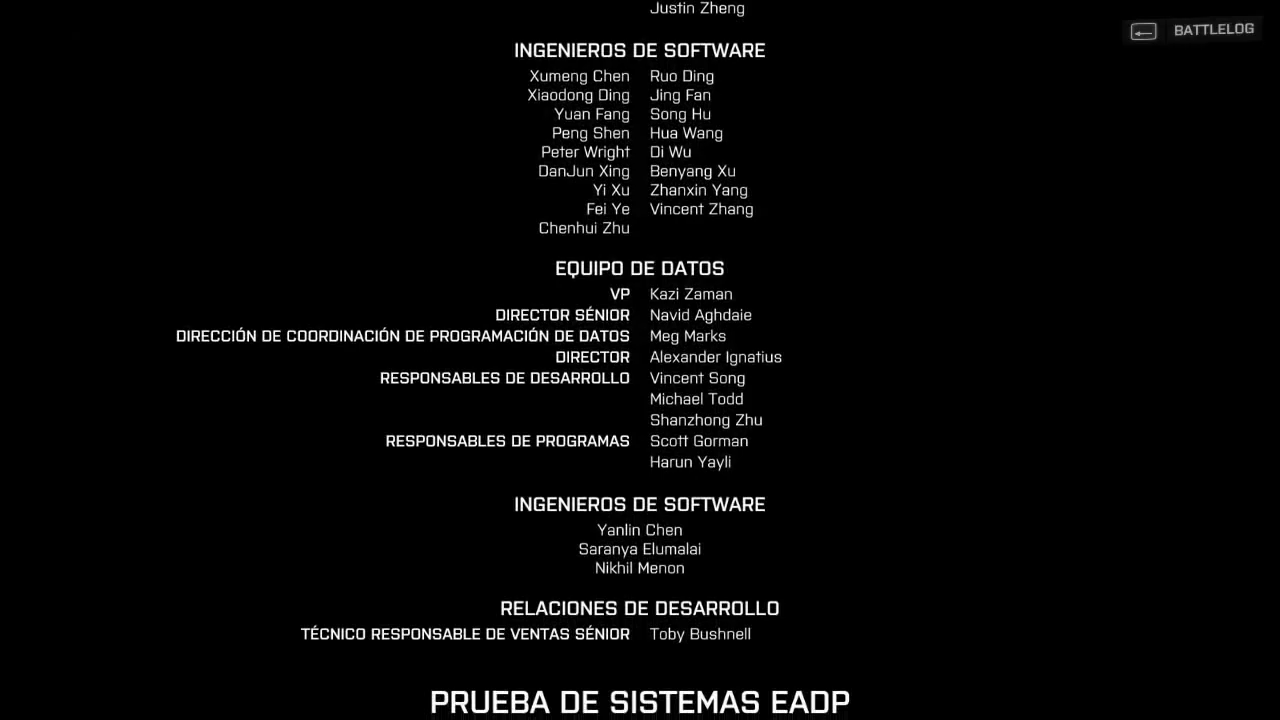 Justin Zheng
BATTLELOG
INGENIEROS DE SOFTWARE
Xumeng Chen Ruo Ding
Xiaodong Ding Jing Fan
Yuan Fang Song Hu
Peng Shen Hua Wang
Peter Wright Di Wu
DanJun Xing Benyang Xu
Yi Xu Zhanxin Yang
Fei Ye Vincent Zhang
Chenhui Zhu
EQUIPO DE DATOS
VP Kazi Zaman
DIRECTOR SÉNIOR Navid Aghdaie
DIRECCIÓN DE COORDINACIÓN DE PROGRAMACIÓN DE DATOS Meg Marks
DIRECTOR Alexander Ignatius
RESPONSABLES DE DESARROLLO Vincent Song
Michael Todd
Shanzhong Zhu
RESPONSABLES DE PROGRAMAS Scott Gorman
Harun Yayli
INGENIEROS DE SOFTWARE
Yanlin Chen
Saranya Elumalai
Nikhil Menon
RELACIONES DE DESARROLLO
TÉCNICO RESPONSABLE DE VENTAS SÉNIOR Toby Bushnell
PRUEBA DE SISTEMAS EADP